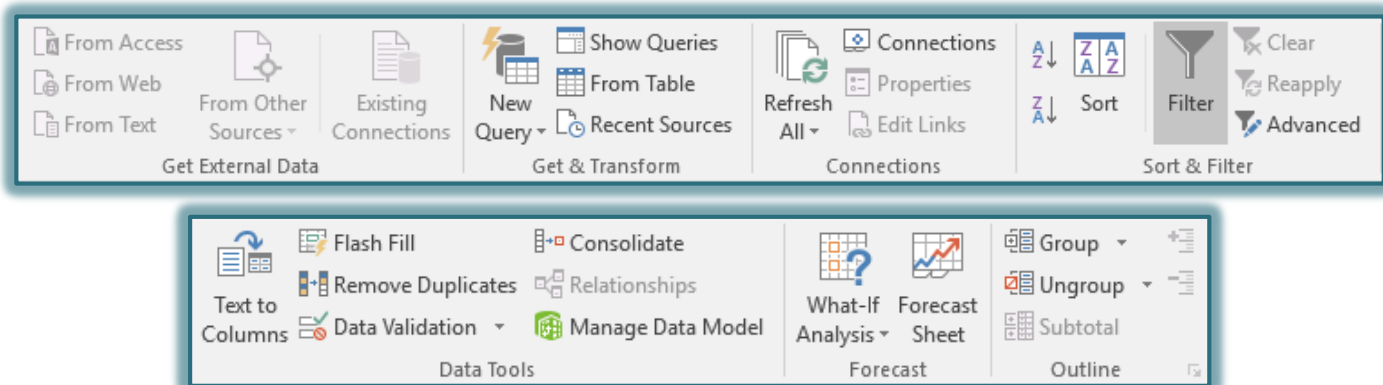 From Access
From Web
From Text
From Other
Sources
Existing
Connections
Get External Data
New
Query
Show Queries
From Table
Recent Sources
Get & Transform
Refresh
All
Connections
Properties
Edit Links
Connections
A
Z
Z
A
Z A
A Z
Sort
Filter
Clear
Reapply
Advanced
Sort & Filter
Text to
Columns
Flash Fill
Remove Duplicates
Data Validation
Consolidate
Relationships
Manage Data Model
Data Tools
What-If
Analysis
Forecast
Sheet
Forecast
Group
Ungroup
Subtotal
Outline